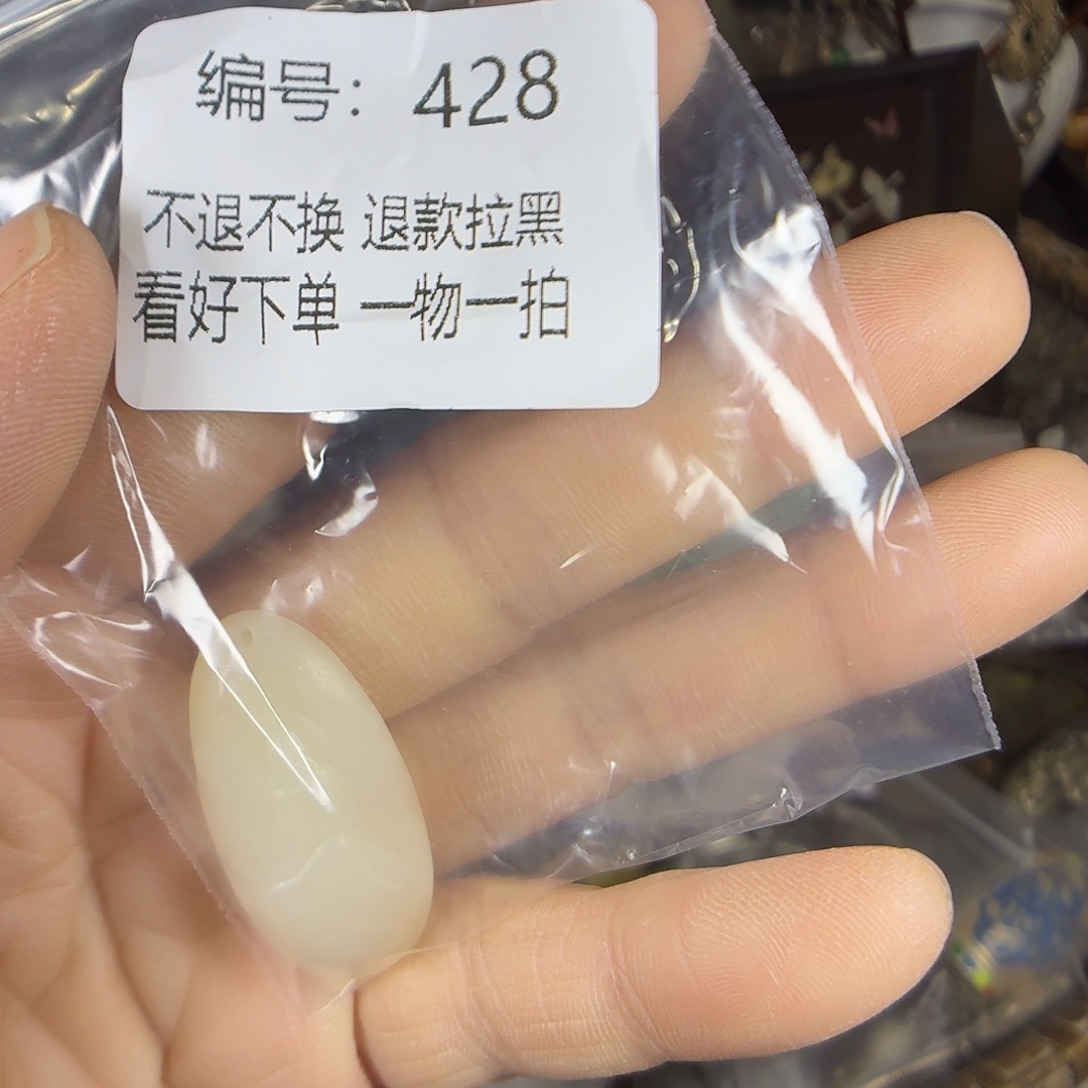 编号：428
不退不换 退款拉黑
看好下单 一物一拍